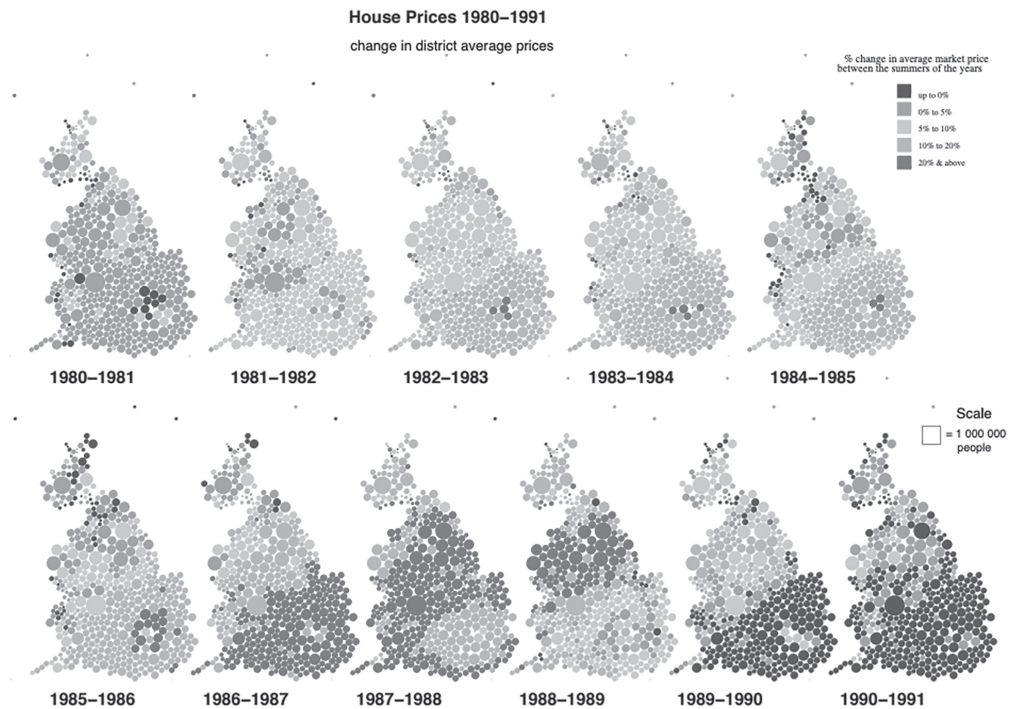 House Prices 1980–1991
change in district average prices
% change in average market price
between the summers of the years
up to 0%
0% to 5%
5% to 10%
10% to 20%
20% & above
1980–1981
1981–1982
1982–1983
1983–1984
1984–1985
Scale
= 1 000 000
people
1985–1986
1986–1987
1987–1988
1988–1989
1989–1990
1990–1991